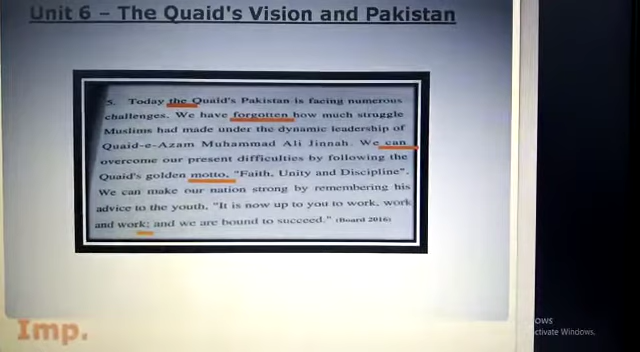 Unit 6 – The Quaid's Vision and Pakistan
5. Today the Quaid's Pakistan is facing numerous
challenges. We have forgotten how much struggle
Muslims had made under the dynamic leadership of
Quaid-e-Azam Muhammad Ali Jinnah. We can
overcome our present difficulties by following the
Quaid's golden motto, "Faith, Unity and Discipline".
We can make our nation strong by remembering his
advice to the youth, "It is now up to you to work, work
and work; and we are bound to succeed." (Board 2016)
Imp.
ctivate Windows.